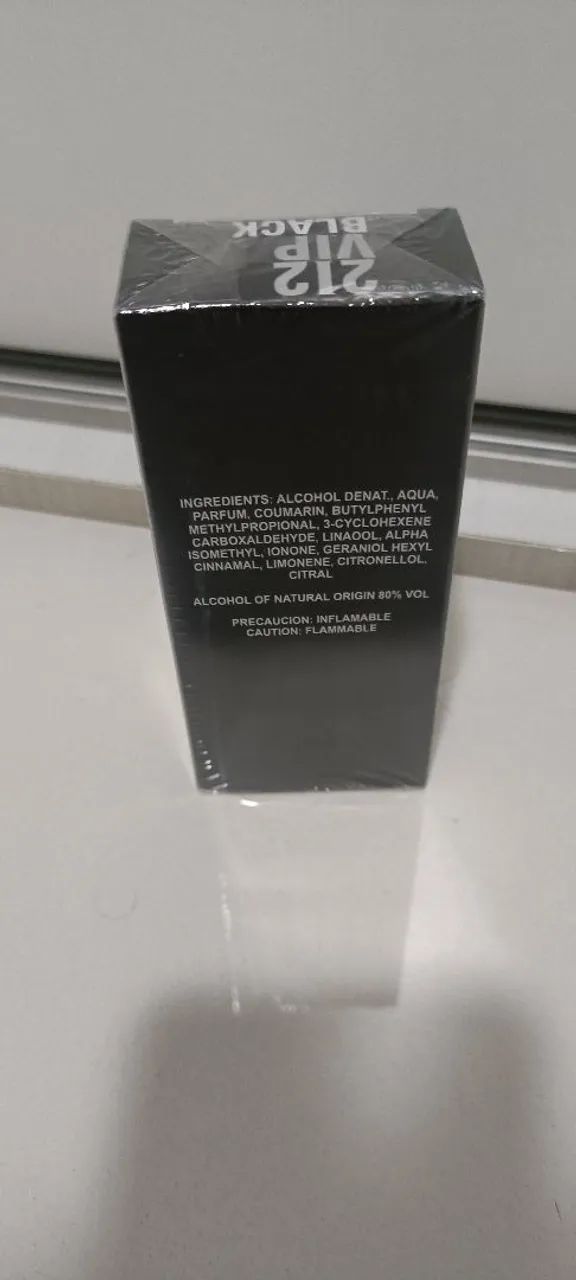 212
VIP
BLACK
INGREDIENTS: ALCOHOL DENAT., AQUA,
PARFUM, COUMARIN, BUTYLPHENYL
METHYLPROPIONAL, 3-CYCLOHEXENE
CARBOXALDEHYDE, LINAOOL, ALPHA
ISOMETHYL, IONONE, GERANIOL HEXYL
CINNAMAL, LIMONENE, CITRONELLOL,
CITRAL
ALCOHOL OF NATURAL ORIGIN 80% VOL
PRECAUCION: INFLAMABLE
CAUTION: FLAMMABLE